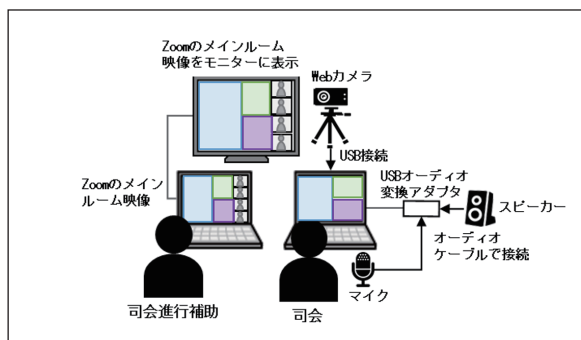 Zoomのメインルーム
映像をモニターに表示
Webカメラ
USB接続
Zoomのメイン
ルーム映像
USBオーディオ
変換アダプタ
スピーカー
オーディオ
ケーブルで接続
マイク
司会進行補助
司会